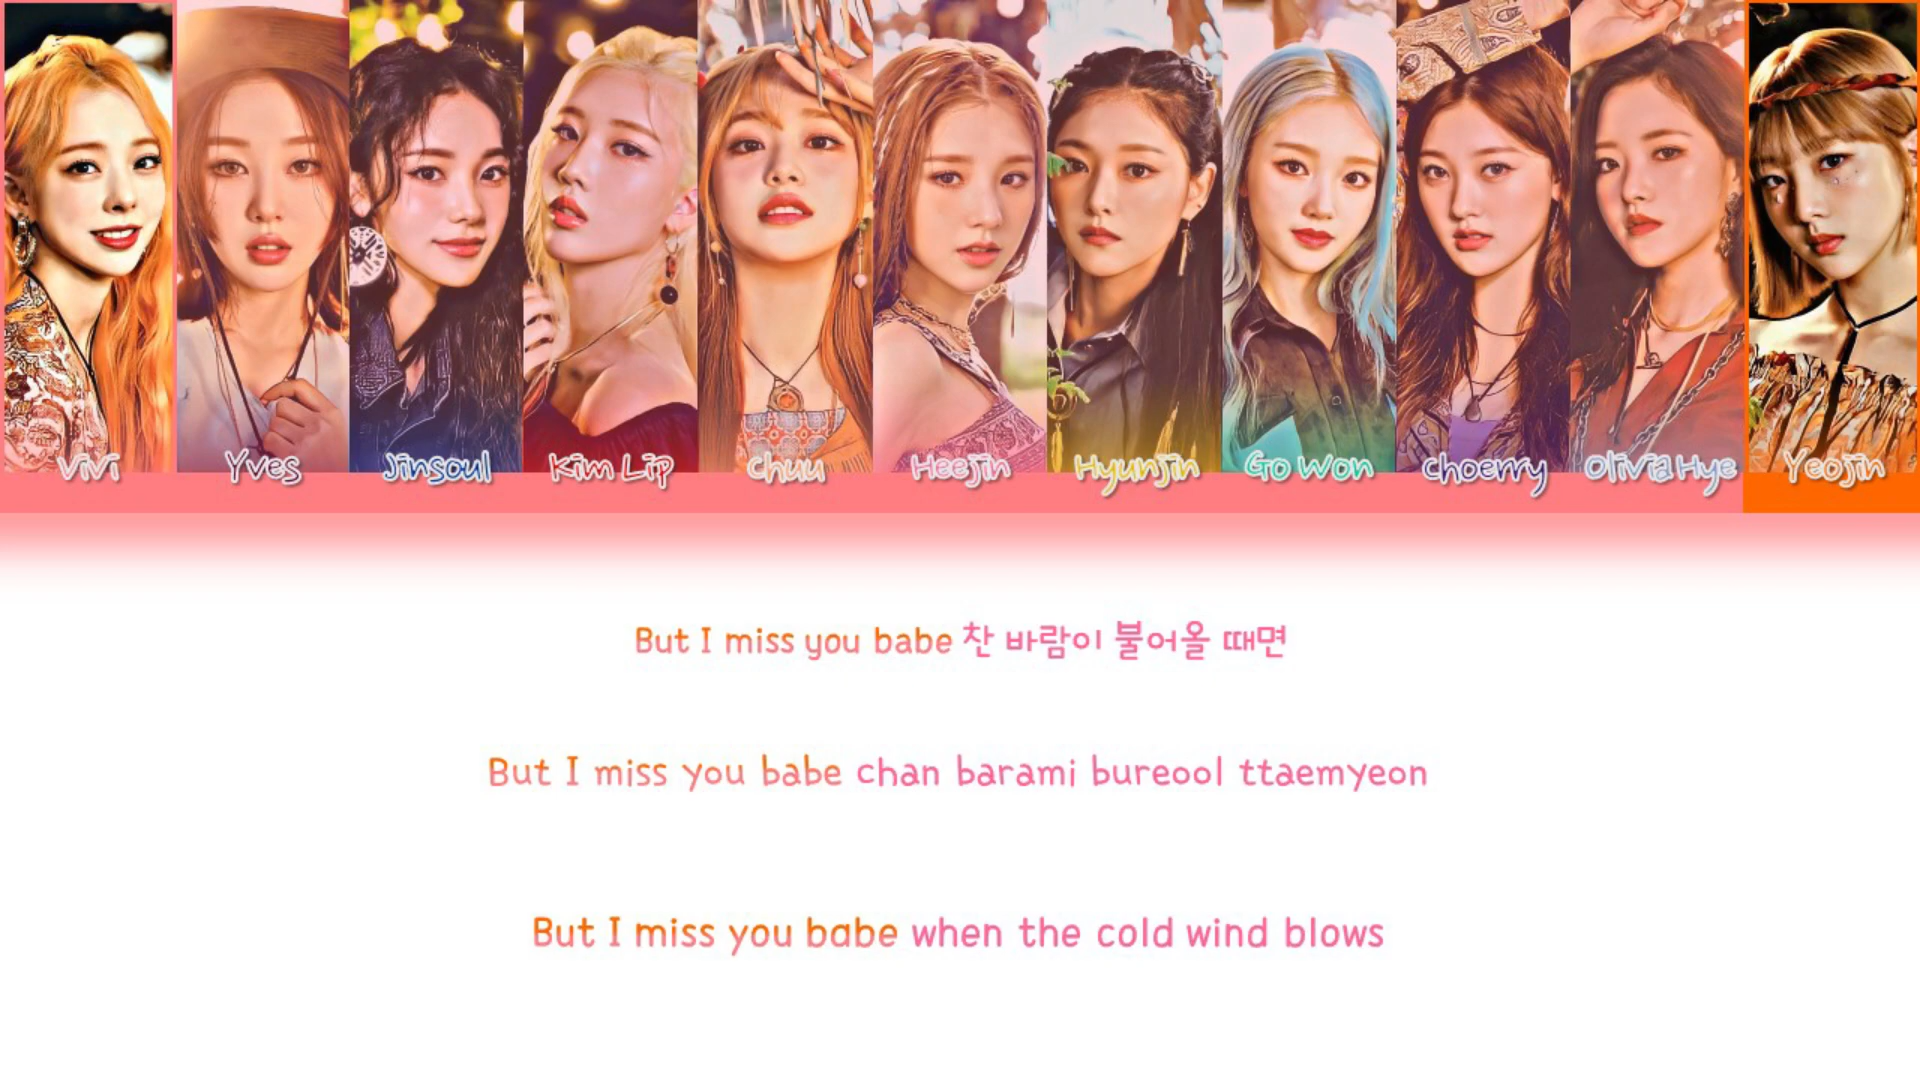 ViVi Yves Jinsoul Kim Lip Chuu Heejin Hyunjin Go Won Choerry Olivia Hye Yeojin
But I miss you babe 찬 바람이 불어올 때면
But I miss you babe chan barami bureool ttaemyeon
But I miss you babe when the cold wind blows